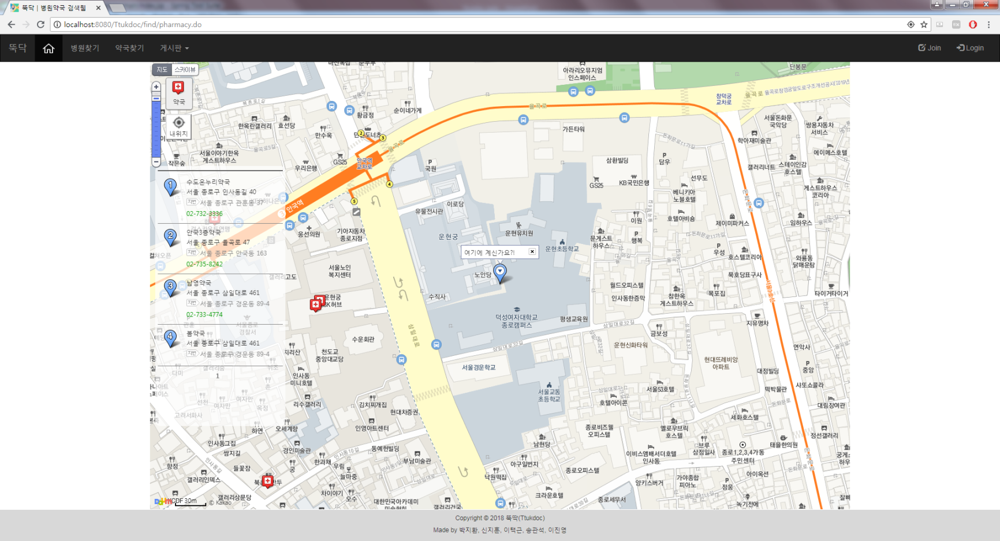 뚝닥 | 병원약국 검색웹
localhost:8080/Ttukdoc/find/pharmacy.do
뚝닥
병원찾기
약국찾기
게시판
Join
Login
지도
스카이뷰
약국
내위치
1
수도온누리약국
서울 종로구 인사동길 40
지번 서울 종로구 관훈동 37
02-732-3336
2
안국3층약국
서울 종로구 율곡로 47
지번 서울 종로구 안국동 163
02-735-8242
3
남영약국
서울 종로구 삼일대로 461
지번 서울 종로구 경운동 89-4
02-733-4774
4
봄약국
서울 종로구 삼일대로 461
지번 서울 종로구 경운동 89-4
1
아라리오뮤지엄
인스페이스
단봉문
창덕궁
교차로
율곡로
순이네가게
황금정
한옥란갤러리
효선당
만수옥
서울이야기한옥
게스트하우스
작은숲
우리은행
GS25
안국역
교차로
국원
가든타워
삼환빌딩
담우
GS25
KB국민은행
선무도
베니키아
노블호텔
호텔아비숑
서울돈화문
국악당
쌍용자동차
서비스
학아재미술관
에이메스호텔
갤러리너트
스테이인감
호스텔
게스트하우스
코리아
제이미파커스
임하우스
안국역
유물전시관
이로당
운현궁
운현유치원
운현초등학교
여기에 계신가요?!
노안당
수직사
덕성여자대학교
종로캠퍼스
평생교육원
웅선의원
기아자동차
종로지점
서울노인
복지센터
운현궁
SK허브
수운회관
천도교
중앙대교당
지리산
인사동
미니호텔
리수갤러리
김치찌개집
현대차증권
인영아트센터
삼일대로
서울경운학교
서울교동
초등학교
삼일대로32길
이원
문게스트
하우스
행복
우성
호스텔코리아
와룡동
닭매운탕
묵호당표구사
월드오피스텔
인사동한증막
참한옥
게스트하우스
목포집
타이거타이거
지유명차
금보성
운현신화타워
현대뜨레비앙
아파트
연악사
중앙
대정빌딩
떡박물관
샤또쇼콜라
대림장여관
서울53호텔
호텔아이콘
세화호스텔
종로비즈웰
오피스텔
옐로우브릭
호스텔
정선갤러리
태을한의원
브루
삼점일사
종로1,2,3,4가동
주민센터
이비스앰배서더호텔
인사동
남현당
아구일번지
종로오피스텔
낙원떡집
크라운호텔
얌키스버거
가야종합
피아노
정웅
아이옥션
녹기전에
종로세무서
오세계향
하연
경인미술관
한과채
우림
늘마중
궁
동예헌빌딩
부남미술관
인사동그집
쌈지길
향정
들꽃잠
갤러리인덱스
갤러리상문당
차이야기
오수
대한민국아카데미
미술협회
30m
© Kakao
Copyright © 2018 뚝딱(Ttukdoc)
Made by 박지환, 신지훈, 이택근, 송관석, 이진영